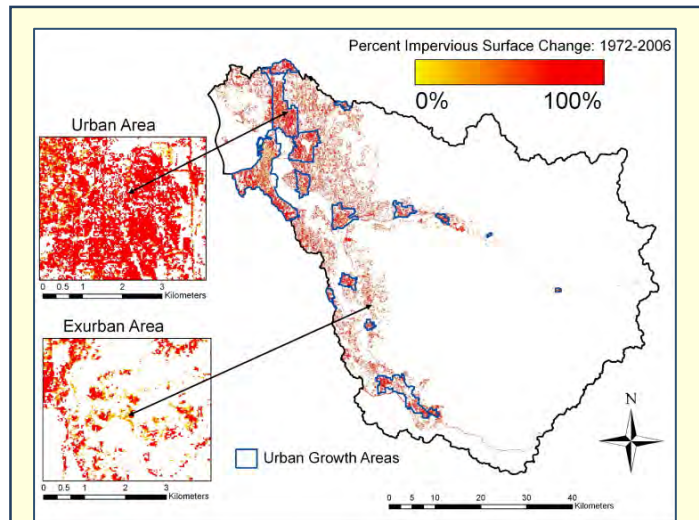 Percent Impervious Surface Change: 1972-2006
0% 100%
Urban Area
0 0.5 1 2 3
Kilometers
Exurban Area
0 0.5 1 2 3
Kilometers
Urban Growth Areas
N
0 5 10 20 30 40
Kilometers